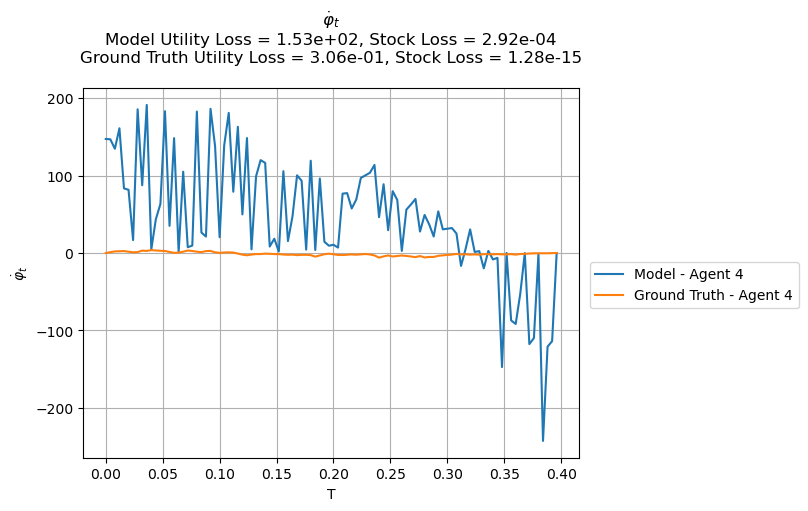 φ̇ₜ
Model Utility Loss = 1.53e+02, Stock Loss = 2.92e-04
Ground Truth Utility Loss = 3.06e-01, Stock Loss = 1.28e-15
200
100
0
−100
−200
φ̇ₜ
0.00 0.05 0.10 0.15 0.20 0.25 0.30 0.35 0.40
T
Model - Agent 4
Ground Truth - Agent 4